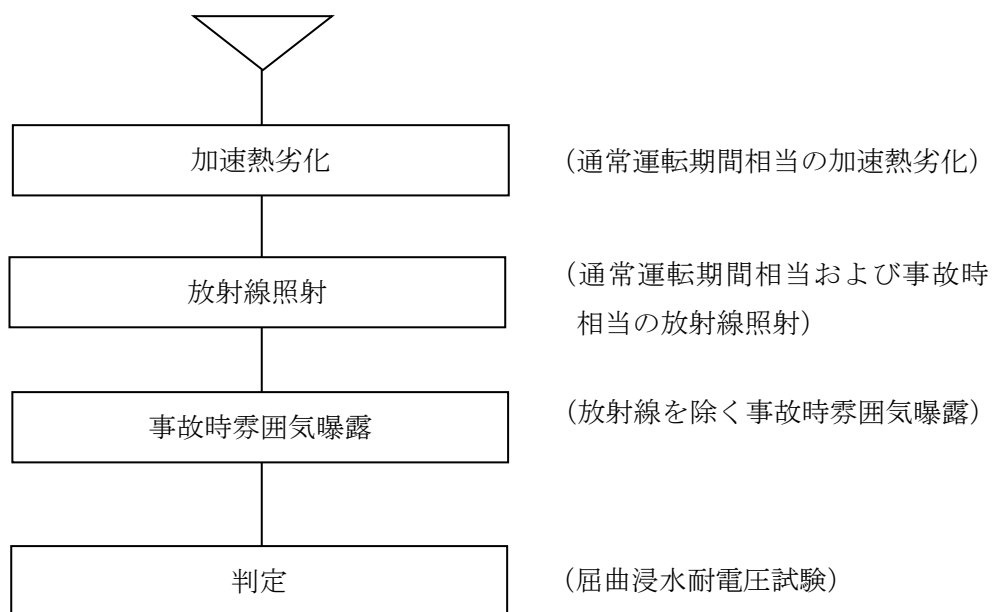 加速熱劣化
（通常運転期間相当の加速熱劣化）
放射線照射
（通常運転期間相当および事故時
相当の放射線照射）
事故時雰囲気曝露
（放射線を除く事故時雰囲気曝露）
判定
（屈曲浸水耐電圧試験）